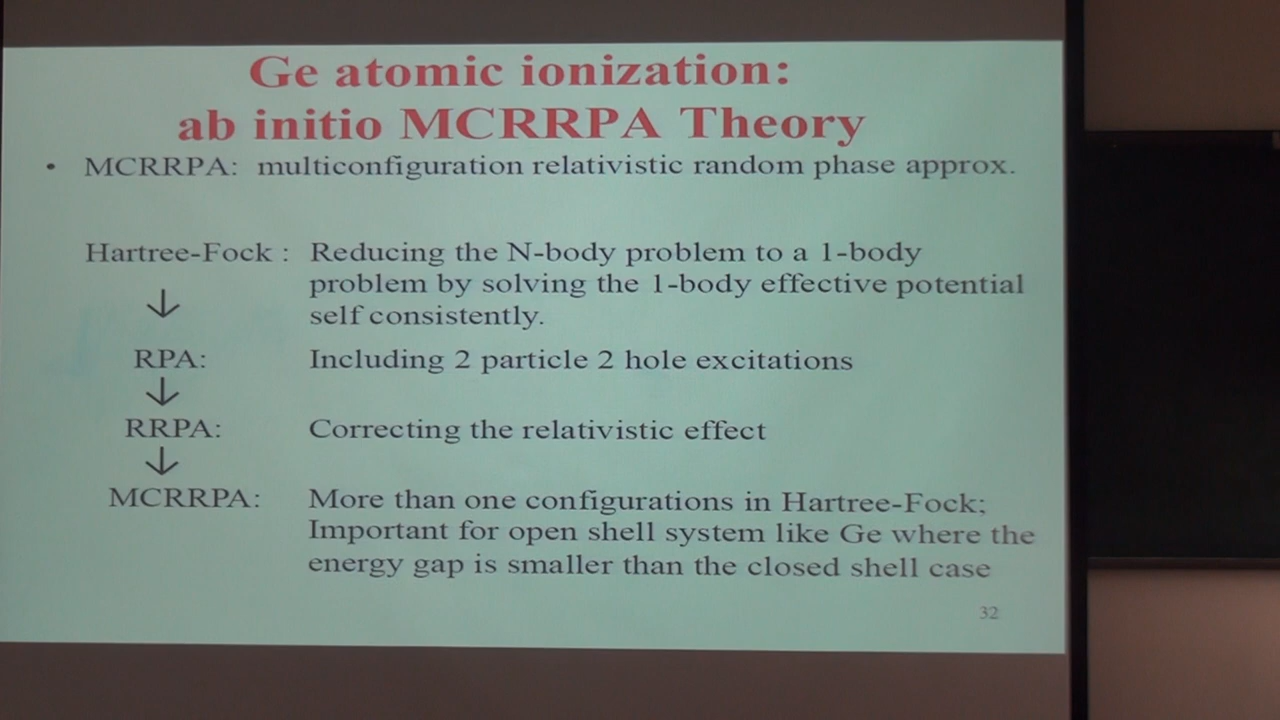 Ge atomic ionization:
ab initio MCRRPA Theory
• MCRRPA: multiconfiguration relativistic random phase approx.
Hartree-Fock : Reducing the N-body problem to a 1-body
problem by solving the 1-body effective potential
self consistently.
↓
RPA: Including 2 particle 2 hole excitations
↓
RRPA: Correcting the relativistic effect
↓
MCRRPA: More than one configurations in Hartree-Fock;
Important for open shell system like Ge where the
energy gap is smaller than the closed shell case
32